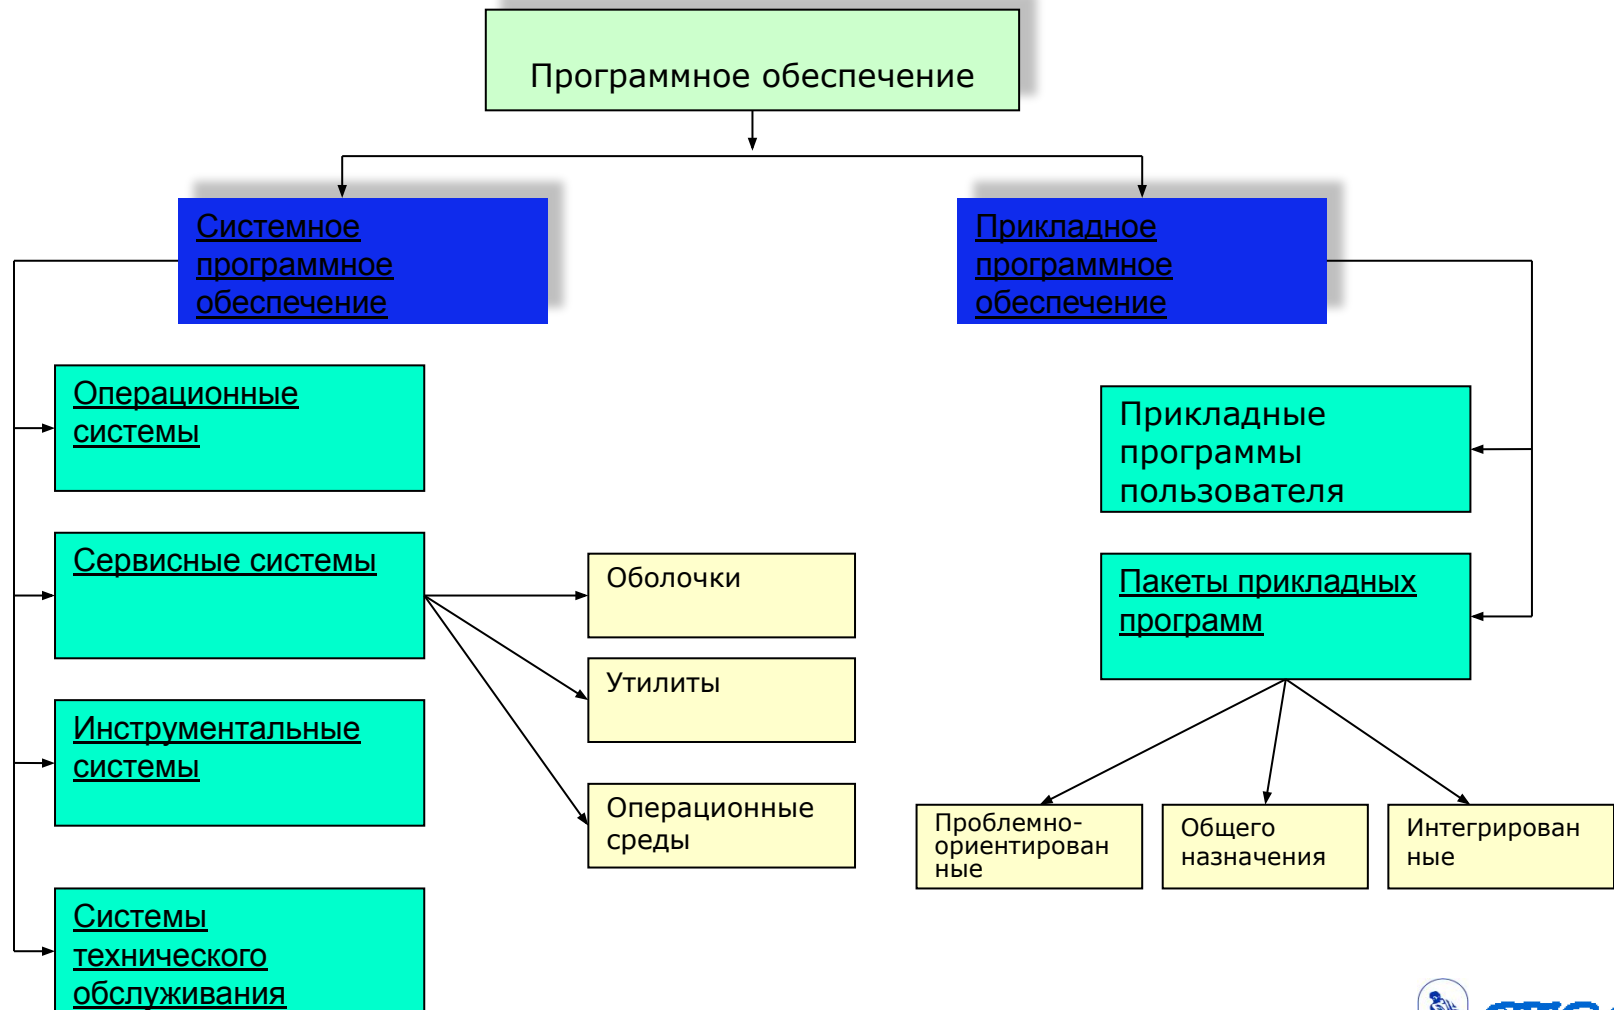 Программное обеспечение
Системное
программное
обеспечение
Прикладное
программное
обеспечение
Операционные
системы
Прикладные
программы
пользователя
Сервисные системы
Оболочки
Пакеты прикладных
программ
Утилиты
Инструментальные
системы
Операционные
среды
Проблемно-
ориентирован
ные
Общего
назначения
Интегрирован
ные
Системы
технического
обслуживания